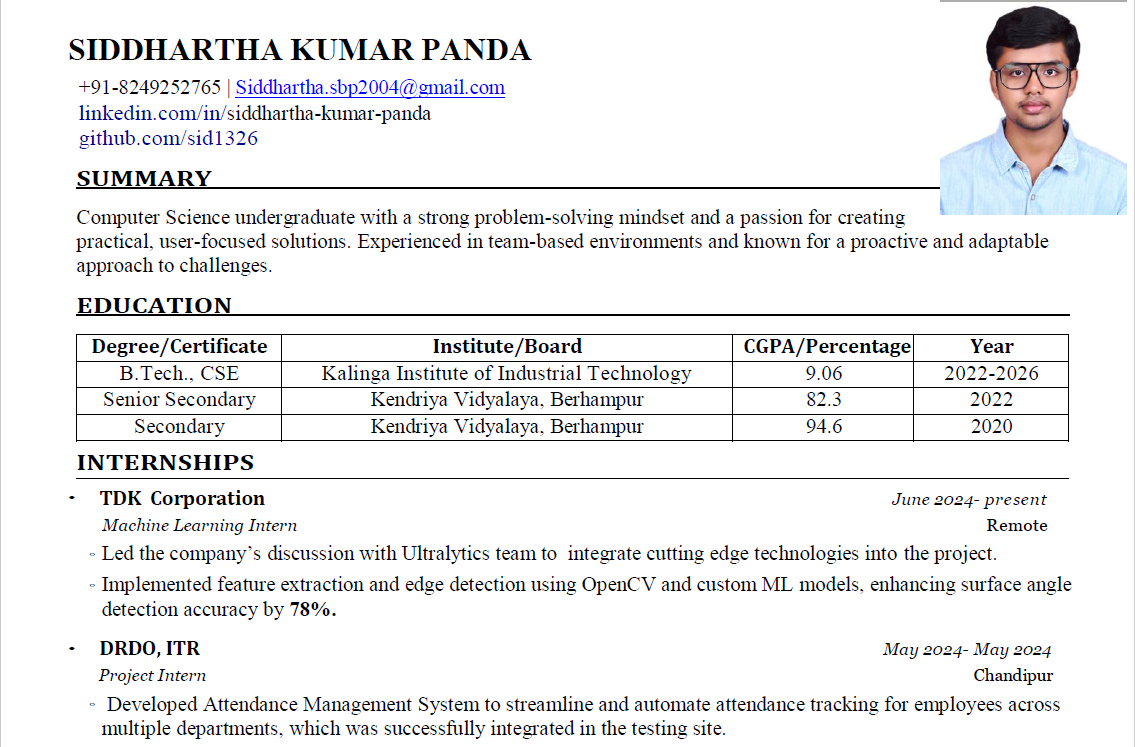 SIDDHARTHA KUMAR PANDA
+91-8249252765 | Siddhartha.sbp2004@gmail.com
linkedin.com/in/siddhartha-kumar-panda
github.com/sid1326
SUMMARY
Computer Science undergraduate with a strong problem-solving mindset and a passion for creating
practical, user-focused solutions. Experienced in team-based environments and known for a proactive and adaptable
approach to challenges.
EDUCATION
Degree/Certificate Institute/Board CGPA/Percentage Year
B.Tech., CSE Kalinga Institute of Industrial Technology 9.06 2022-2026
Senior Secondary Kendriya Vidyalaya, Berhampur 82.3 2022
Secondary Kendriya Vidyalaya, Berhampur 94.6 2020
INTERNSHIPS
• TDK Corporation June 2024- present
Machine Learning Intern Remote
◦ Led the company’s discussion with Ultralytics team to integrate cutting edge technologies into the project.
◦ Implemented feature extraction and edge detection using OpenCV and custom ML models, enhancing surface angle
detection accuracy by 78%.
• DRDO, ITR May 2024- May 2024
Project Intern Chandipur
◦ Developed Attendance Management System to streamline and automate attendance tracking for employees across
multiple departments, which was successfully integrated in the testing site.